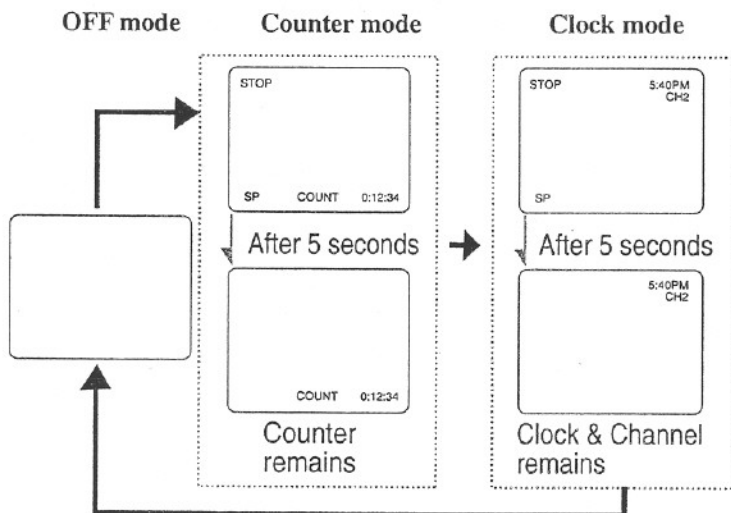 OFF mode
Counter mode
Clock mode
STOP
SP COUNT 0:12:34
After 5 seconds
COUNT 0:12:34
Counter
remains
STOP 5:40PM
CH2
SP
After 5 seconds
5:40PM
CH2
Clock & Channel
remains